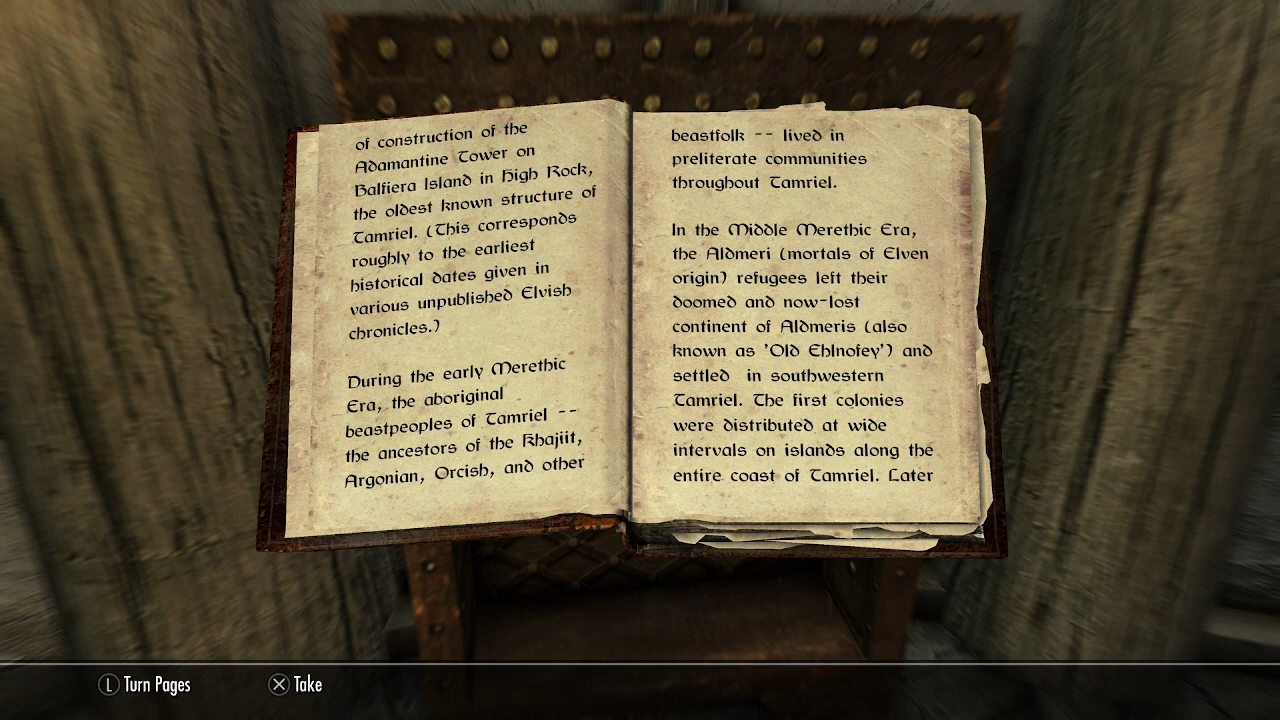 of construction of the
Adamantine Tower on
Balfiera Island in High Rock,
the oldest known structure of
Tamriel. (This corresponds
roughly to the earliest
historical dates given in
various unpublished Elvish
chronicles.)
During the early Merethic
Era, the aboriginal
beastpeoples of Tamriel --
the ancestors of the Khajiit,
Argonian, Orcish, and other
beastfolk -- lived in
preliterate communities
throughout Tamriel.
In the Middle Merethic Era,
the Aldmeri (mortals of Elven
origin) refugees left their
doomed and now-lost
continent of Aldmeris (also
known as 'Old Ehlnofey') and
settled in southwestern
Tamriel. The first colonies
were distributed at wide
intervals on islands along the
entire coast of Tamriel. Later
L Turn Pages
X Take